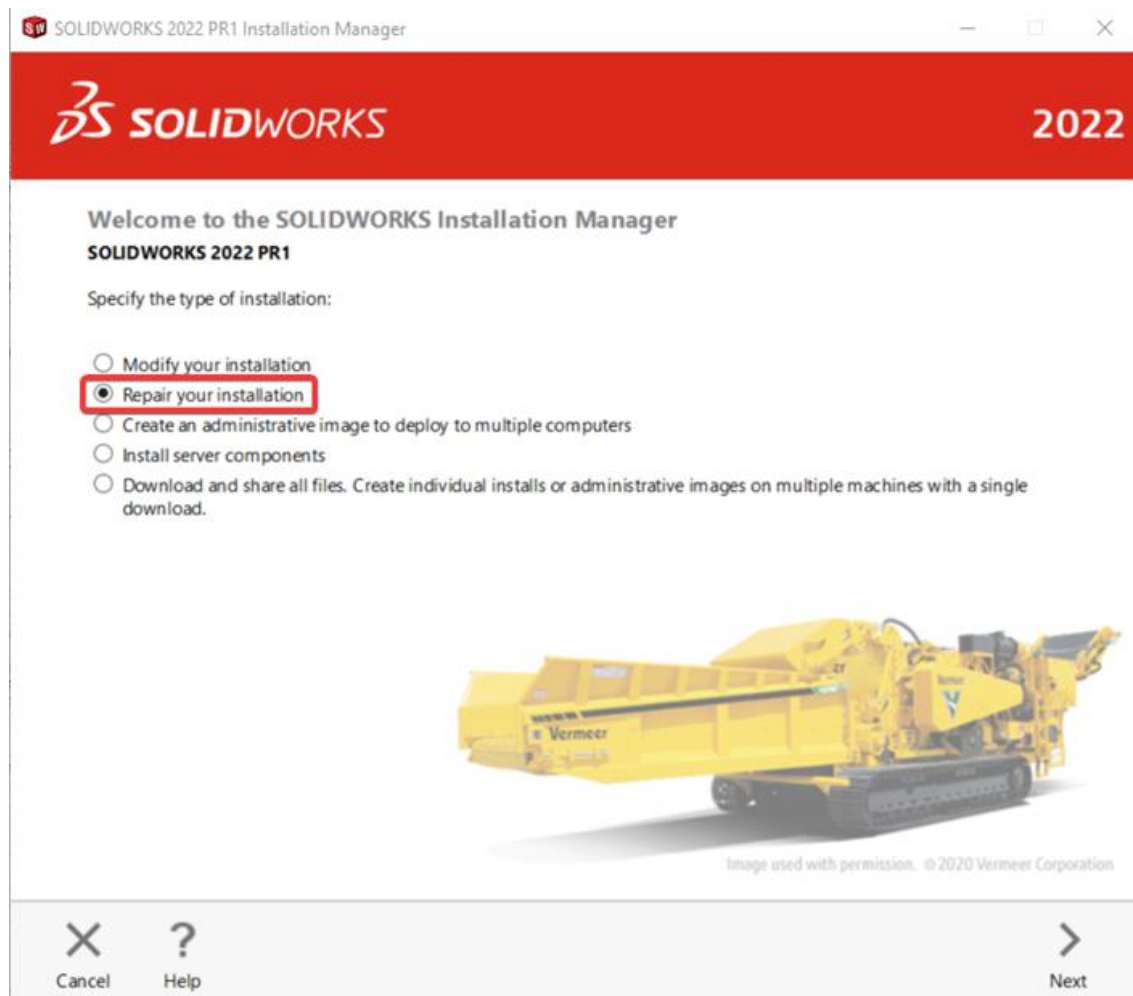 SOLIDWORKS 2022 PR1 Installation Manager
SOLIDWORKS
2022
Welcome to the SOLIDWORKS Installation Manager
SOLIDWORKS 2022 PR1
Specify the type of installation:
Modify your installation
Repair your installation
Create an administrative image to deploy to multiple computers
Install server components
Download and share all files. Create individual installs or administrative images on multiple machines with a single
download.
Vermeer
Vermeer
Image used with permission. © 2020 Vermeer Corporation
Cancel
Help
Next